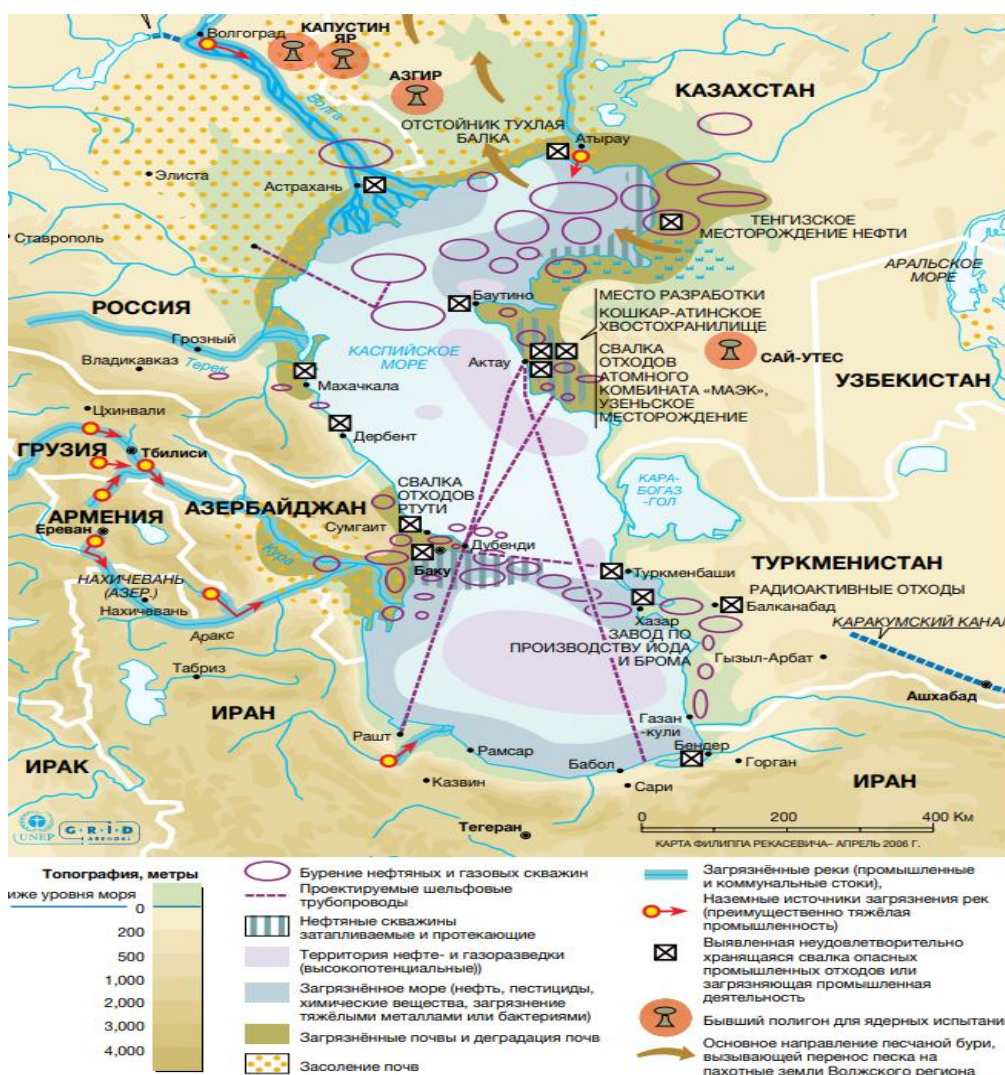 Волгоград
КАПУСТИН
ЯР
АЗГИР
КАЗАХСТАН
Волга
ОТСТОЙНИК ТУХЛАЯ
БАЛКА
Атырау
Элиста
Астрахань
Ставрополь
ТЕНГИЗСКОЕ
МЕСТОРОЖДЕНИЕ НЕФТИ
АРАЛЬСКОЕ
МОРЕ
РОССИЯ
Баутино
МЕСТО РАЗРАБОТКИ
КОШКАР-АТИНСКОЕ
ХВОСТОХРАНИЛИЩЕ
Грозный
КАСПИЙСКОЕ
МОРЕ
Актау
СВАЛКА
ОТХОДОВ
АТОМНОГО
КОМБИНАТА «МАЭК»,
УЗЕНЬСКОЕ
МЕСТОРОЖДЕНИЕ
САЙ-УТЕС
УЗБЕКИСТАН
Владикавказ
Терек
Махачкала
Цхинвали
Дербент
ГРУЗИЯ
Тбилиси
КАРА-
БОГАЗ
-ГОЛ
СВАЛКА
ОТХОДОВ
РТУТИ
АРМЕНИЯ
АЗЕРБАЙДЖАН
Ереван
Сумгаит
Дубенди
Кура
Баку
ТУРКМЕНИСТАН
Туркменбаши
НАХИЧЕВАНЬ
(АЗЕР.)
Нахичевань
РАДИОАКТИВНЫЕ ОТХОДЫ
Балканабад
Хазар
КАРАКУМСКИЙ КАНАЛ
Аракс
ЗАВОД ПО
ПРОИЗВОДСТВУ ЙОДА
И БРОМА
Гызыл-Арбат
Табриз
Ашхабад
ИРАН
Газан
-кули
Рашт
Рамсар
Бендер
ИРАК
Казвин
Бабол
Горган
Сари
ИРАН
UNEP
G·R·I·D
ARENDAL
Тегеран
0 200 400 Км
КАРТА ФИЛИППА РЕКАСЕВИЧА– АПРЕЛЬ 2006 Г.
Топография, метры
иже уровня моря
0
200
500
1,000
2,000
3,000
4,000
Бурение нефтяных и газовых скважин
Проектируемые шельфовые
трубопроводы
Нефтяные скважины
затапливаемые и протекающие
Территория нефте- и газоразведки
(высокопотенциальные))
Загрязнённое море (нефть, пестициды,
химические вещества, загрязнение
тяжёлыми металлами или бактериями)
Загрязнённые почвы и деградация почв
Засоление почв
Загрязнённые реки (промышленные
и коммунальные стоки),
Наземные источники загрязнения рек
(преимущественно тяжёлая
промышленность)
Выявленная неудовлетворительно
хранящаяся свалка опасных
промышленных отходов или
загрязняющая промышленная
деятельность
Бывший полигон для ядерных испытани
Основное направление песчаной бури,
вызывающей перенос песка на
пахотные земли Волжского региона